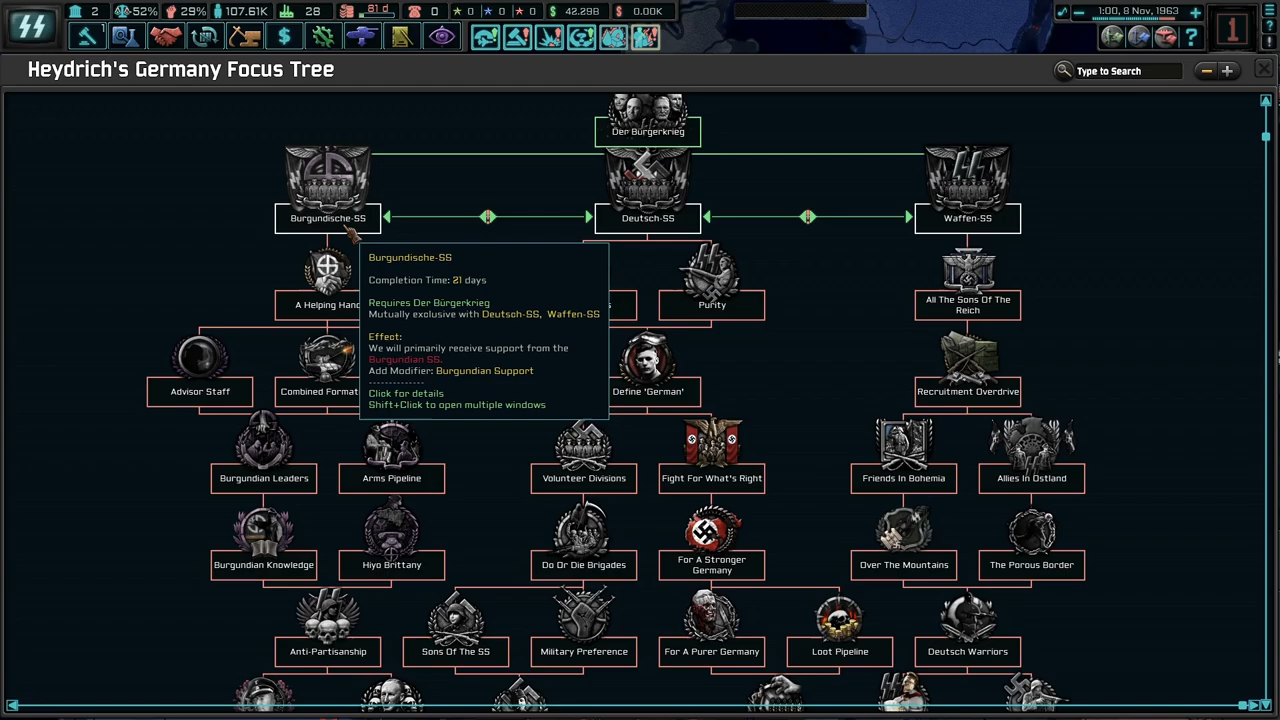 2
52%
29%
107.61K
28
81 d
0
0
0
0
42.29B
0.00K
1:00, 8 Nov, 1963
1
Heydrich's Germany Focus Tree
Type to Search
Der Bürgerkrieg
Burgundische-SS
Deutsch-SS
Waffen-SS
Burgundische-SS
Completion Time: 21 days
Requires Der Bürgerkrieg
Mutually exclusive with Deutsch-SS, Waffen-SS
Effect:
We will primarily receive support from the
Burgundian SS.
Add Modifier: Burgundian Support
--------------
Click for details
Shift+Click to open multiple windows
A Helping Hand
Purity
All The Sons Of The
Reich
Advisor Staff
Combined Format
Define 'German'
Recruitment Overdrive
Burgundian Leaders
Arms Pipeline
Volunteer Divisions
Fight For What's Right
Friends In Bohemia
Allies In Ostland
Burgundian Knowledge
Hiyo Brittany
Do Or Die Brigades
For A Stronger
Germany
Over The Mountains
The Porous Border
Anti-Partisanship
Sons Of The SS
Military Preference
For A Purer Germany
Loot Pipeline
Deutsch Warriors